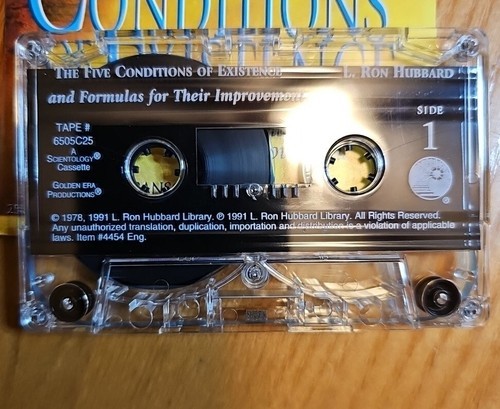 CONDITIONS
OF EXISTENCE
THE FIVE CONDITIONS OF EXISTENCE
L. RON HUBBARD
and Formulas for Their Improvement
SIDE
1
TAPE #
6505C25
A
SCIENTOLOGY®
Cassette
GOLDEN ERA
PRODUCTIONS®
© 1978, 1991 L. Ron Hubbard Library. ℗ 1991 L. Ron Hubbard Library. All Rights Reserved.
Any unauthorized translation, duplication, importation and distribution is a violation of applicable
laws. Item #4454 Eng.